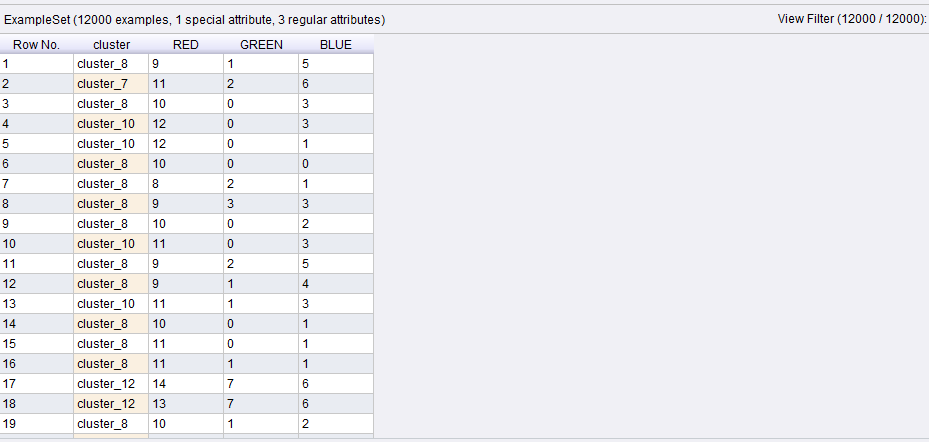 ExampleSet (12000 examples, 1 special attribute, 3 regular attributes) View Filter (12000 / 12000):
Row No. cluster RED GREEN BLUE
1 cluster_8 9 1 5
2 cluster_7 11 2 6
3 cluster_8 10 0 3
4 cluster_10 12 0 3
5 cluster_10 12 0 1
6 cluster_8 10 0 0
7 cluster_8 8 2 1
8 cluster_8 9 3 3
9 cluster_8 10 0 2
10 cluster_10 11 0 3
11 cluster_8 9 2 5
12 cluster_8 9 1 4
13 cluster_10 11 1 3
14 cluster_8 10 0 1
15 cluster_8 11 0 1
16 cluster_8 11 1 1
17 cluster_12 14 7 6
18 cluster_12 13 7 6
19 cluster_8 10 1 2